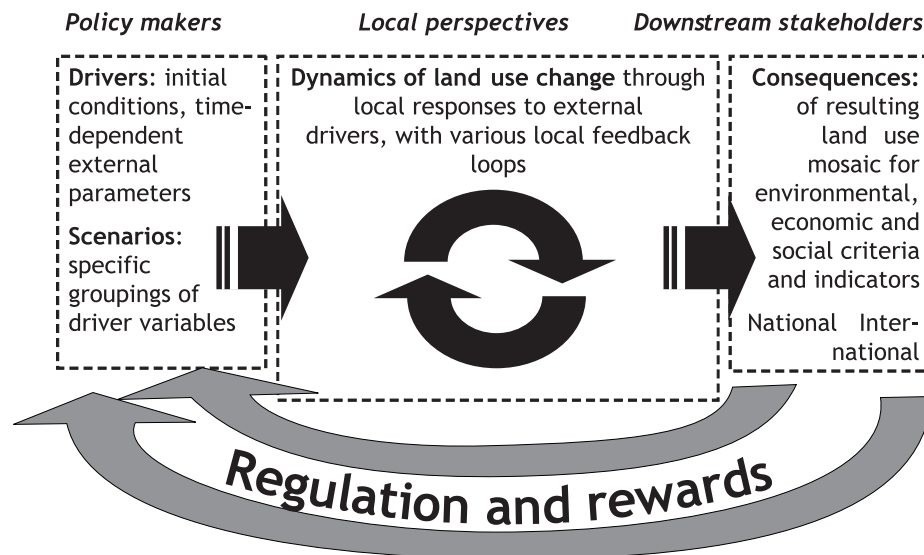 Policy makers
Local perspectives
Downstream stakeholders
Drivers: initial
conditions, time-
dependent
external
parameters
Scenarios:
specific
groupings of
driver variables
Dynamics of land use change through
local responses to external
drivers, with various local feedback
loops
Consequences:
of resulting
land use
mosaic for
environmental,
economic and
social criteria
and indicators
National Inter-
national
Regulation and rewards